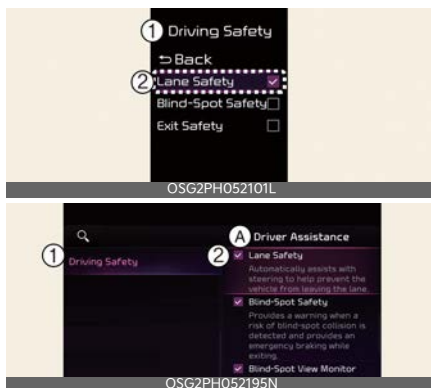 1 Driving Safety
Back
2 Lane Safety
Blind-Spot Safety
Exit Safety
OSG2PH052101L
A Driver Assistance
1 Driving Safety
2 Lane Safety
Automatically assists with
steering to help prevent the
vehicle from leaving the lane.
Blind-Spot Safety
Provides a warning when a
risk of blind-spot collision is
detected and provides an
emergency braking while
exiting.
Blind-Spot View Monitor
OSG2PH052195N